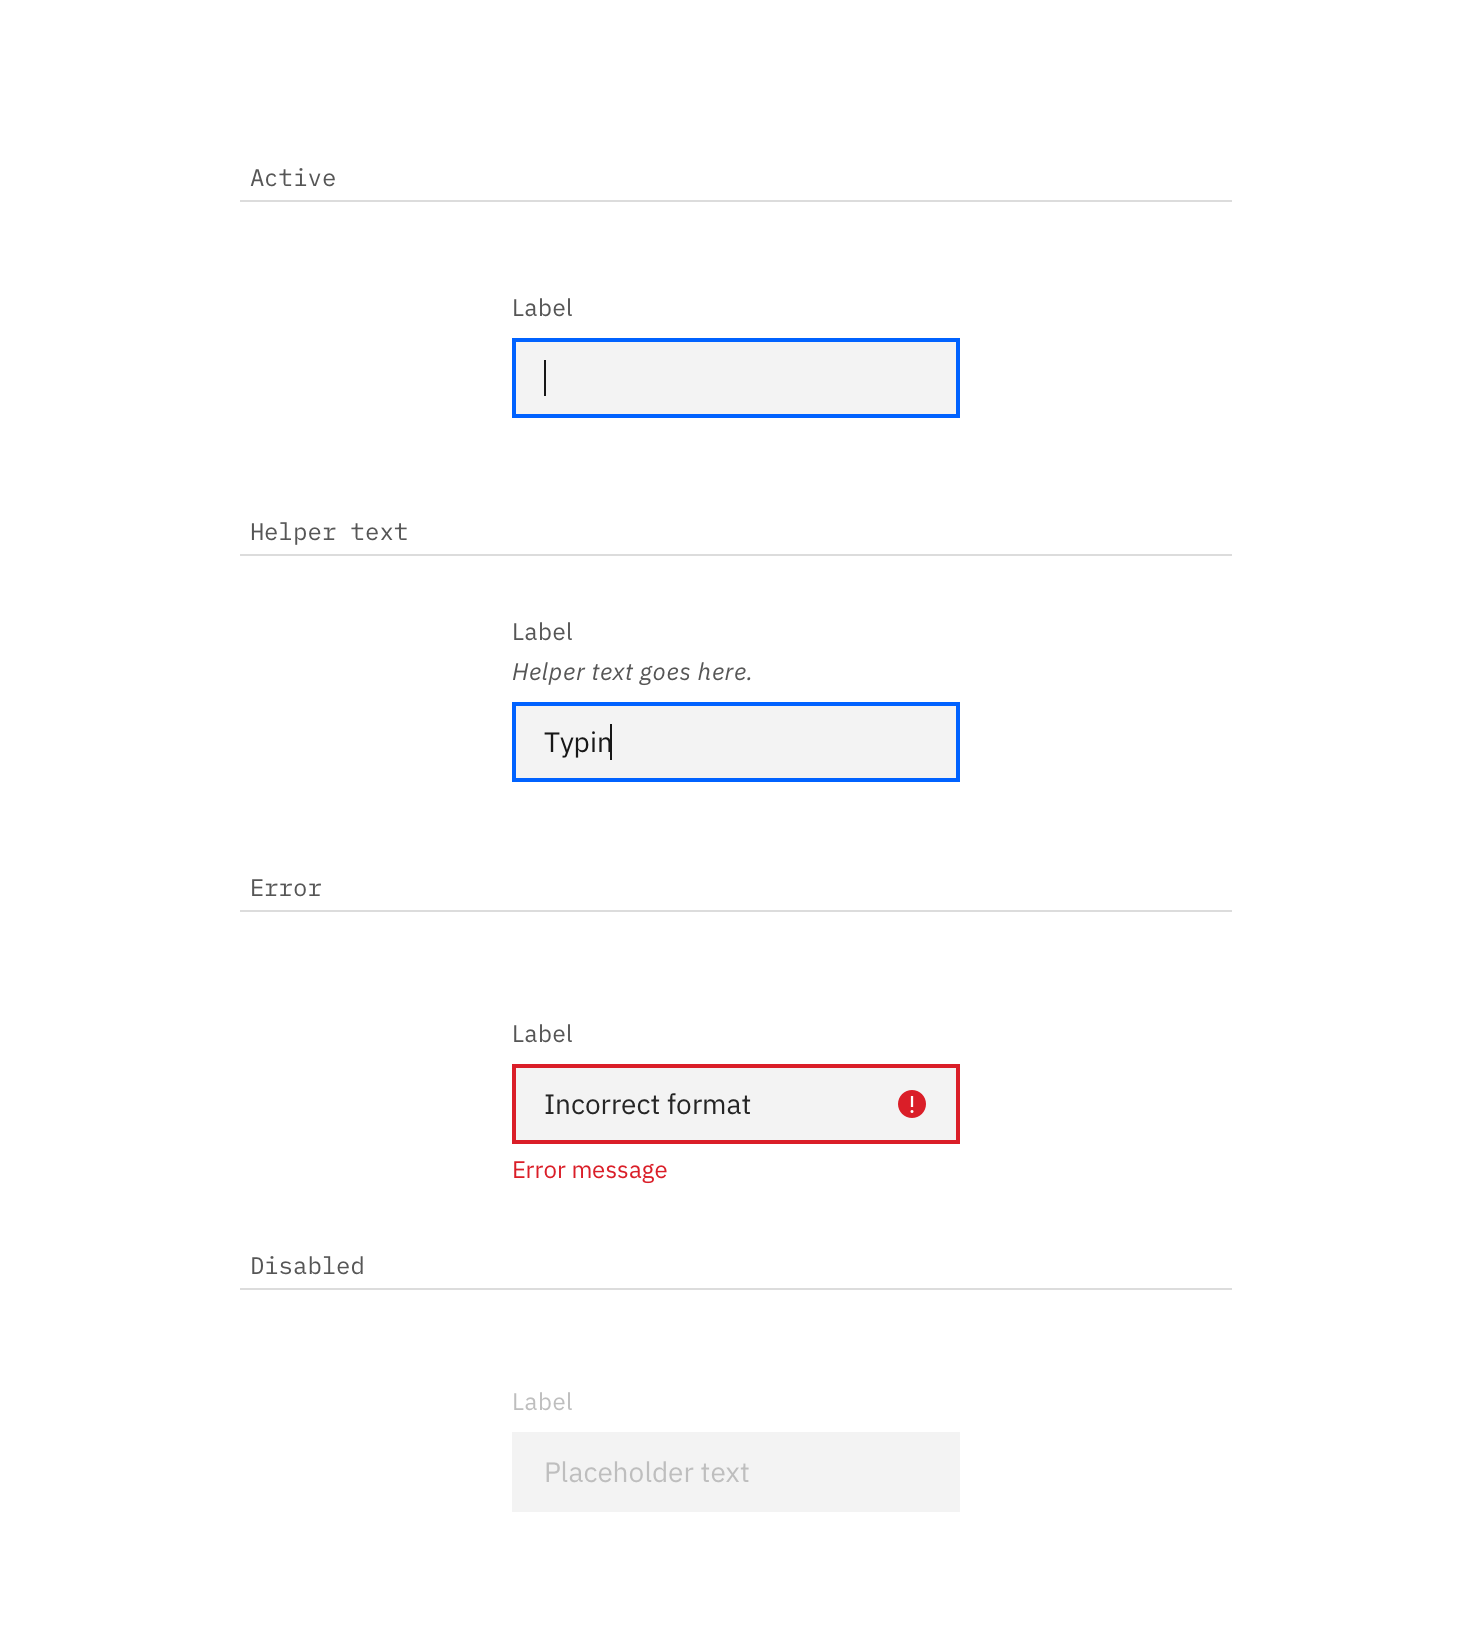 Active
Label
Helper text
Label
Helper text goes here.
Typin
Error
Label
Incorrect format
Error message
Disabled
Label
Placeholder text